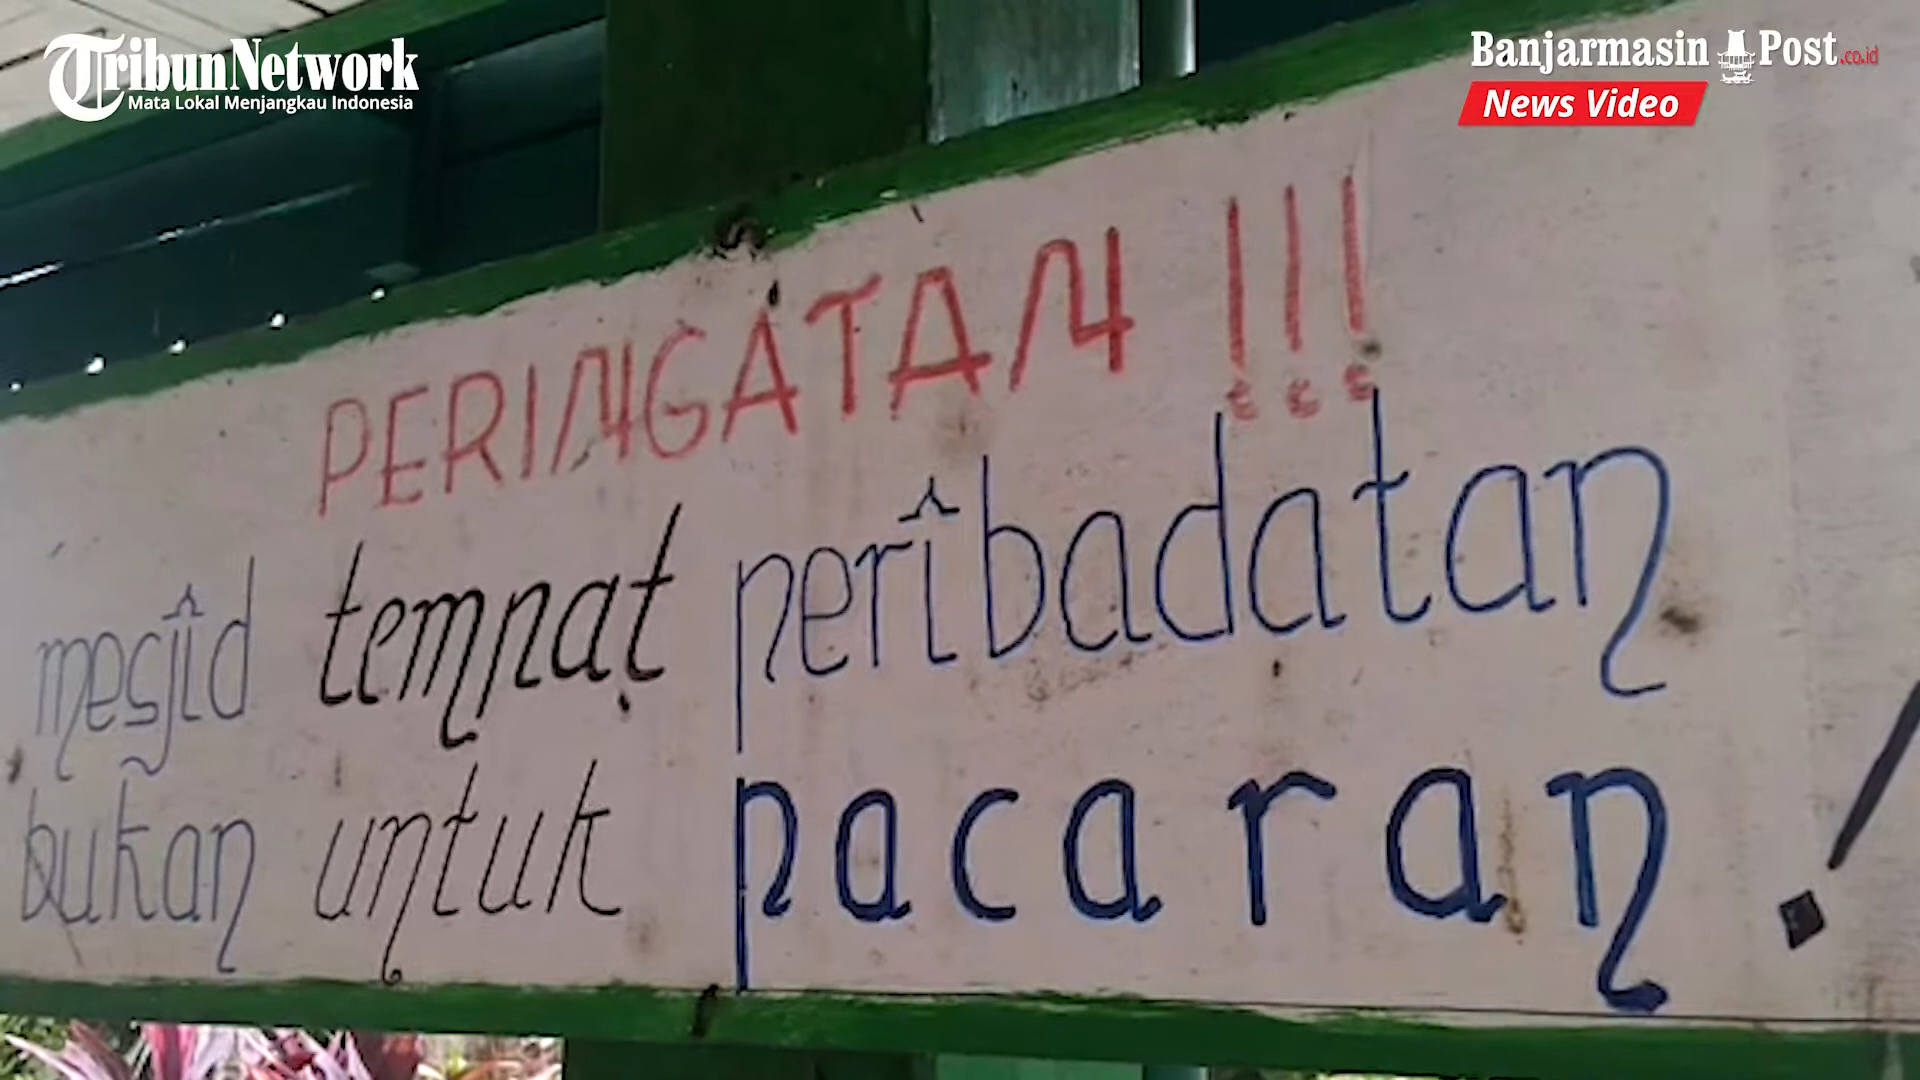 TribunNetwork
Mata Lokal Menjangkau Indonesia
Banjarmasin Post.co.id
News Video
PERINGATAN !!!
mesjid tempat peribadatan
bukan untuk pacaran !